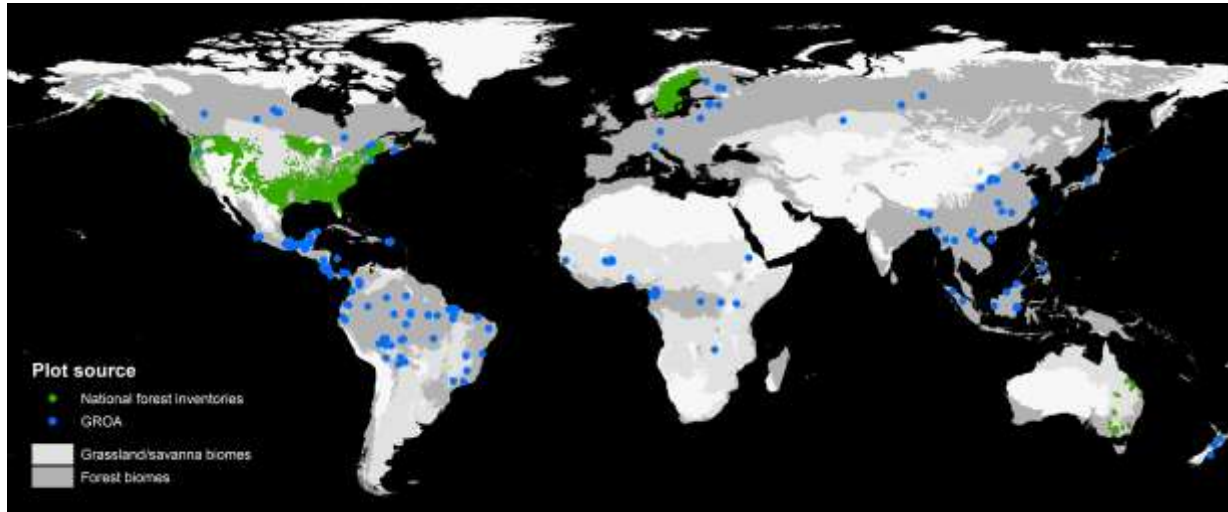 Plot source
National forest inventories
GROA
Grassland/savanna biomes
Forest biomes